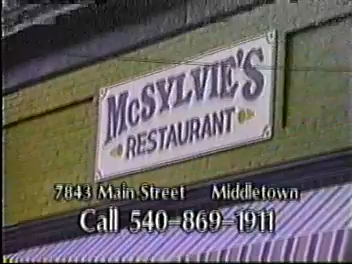 McSYLVIE'S
RESTAURANT
7843 Main Street Middletown
Call 540-869-1911